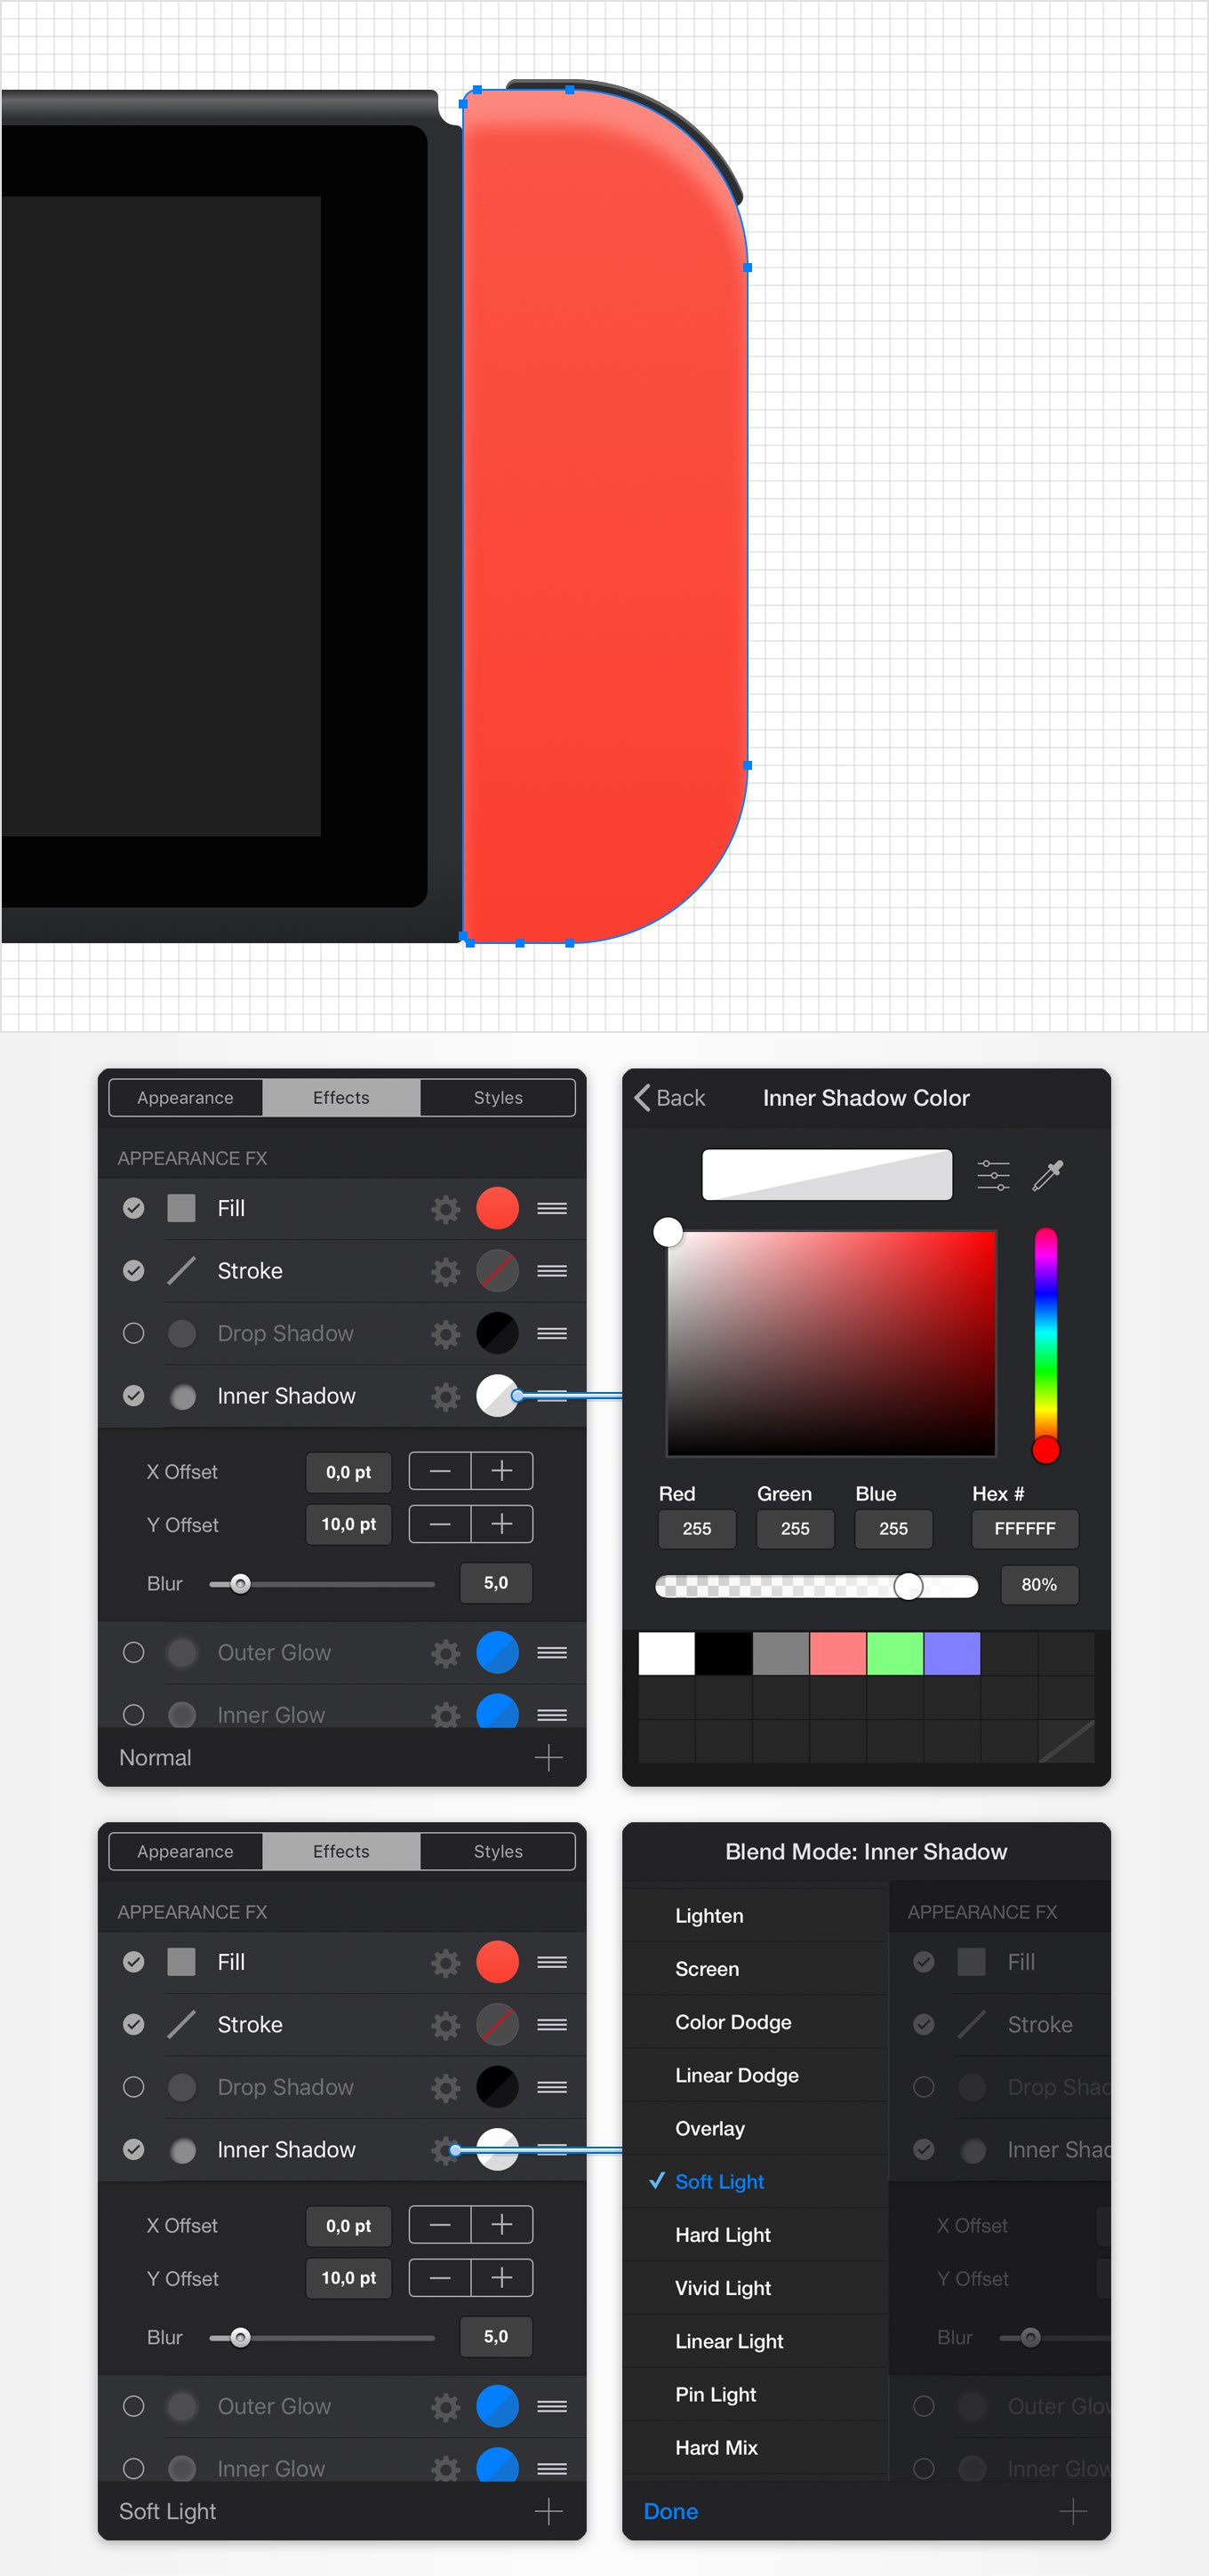 Appearance Effects Styles
APPEARANCE FX
Fill
Stroke
Drop Shadow
Inner Shadow
X Offset 0,0 pt
Y Offset 10,0 pt
Blur 5,0
Outer Glow
Inner Glow
Normal
Back Inner Shadow Color
Red Green Blue Hex #
255 255 255 FFFFFF
80%
Appearance Effects Styles
APPEARANCE FX
Fill
Stroke
Drop Shadow
Inner Shadow
X Offset 0,0 pt
Y Offset 10,0 pt
Blur 5,0
Outer Glow
Inner Glow
Soft Light
Blend Mode: Inner Shadow
Lighten
Screen
Color Dodge
Linear Dodge
Overlay
Soft Light
Hard Light
Vivid Light
Linear Light
Pin Light
Hard Mix
Done
APPEARANCE FX
Fill
Stroke
Drop Shad
Inner Shad
X Offset
Y Offset
Blur
Outer Glow
Inner Glow